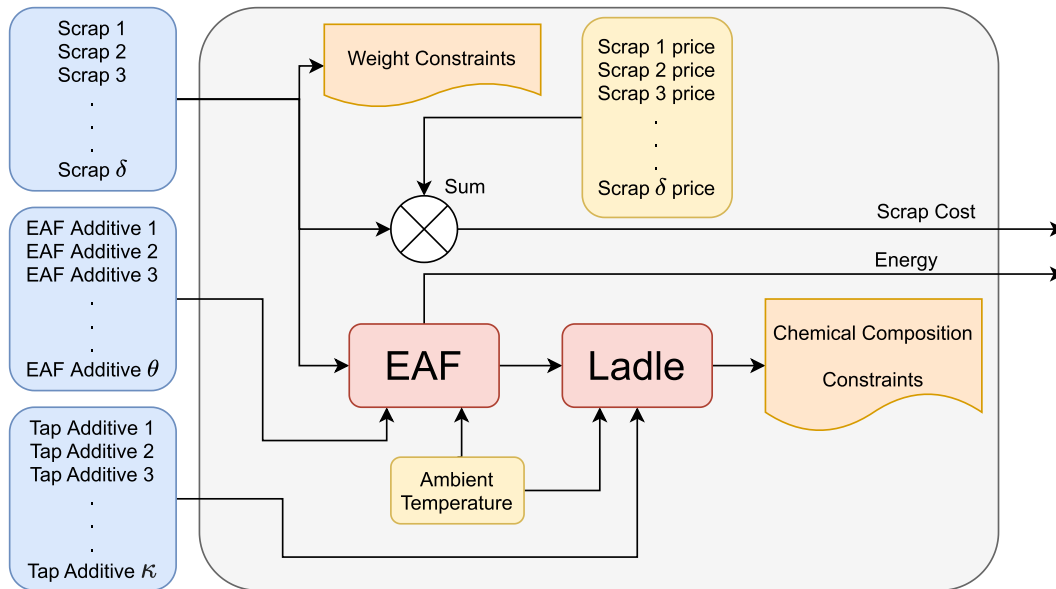 Scrap 1
Scrap 2
Scrap 3
.
.
.
Scrap δ
EAF Additive 1
EAF Additive 2
EAF Additive 3
.
.
.
EAF Additive θ
Tap Additive 1
Tap Additive 2
Tap Additive 3
.
.
.
Tap Additive κ
Weight Constraints
Scrap 1 price
Scrap 2 price
Scrap 3 price
.
.
.
Scrap δ price
Sum
Scrap Cost
Energy
EAF
Ladle
Chemical Composition
Constraints
Ambient
Temperature